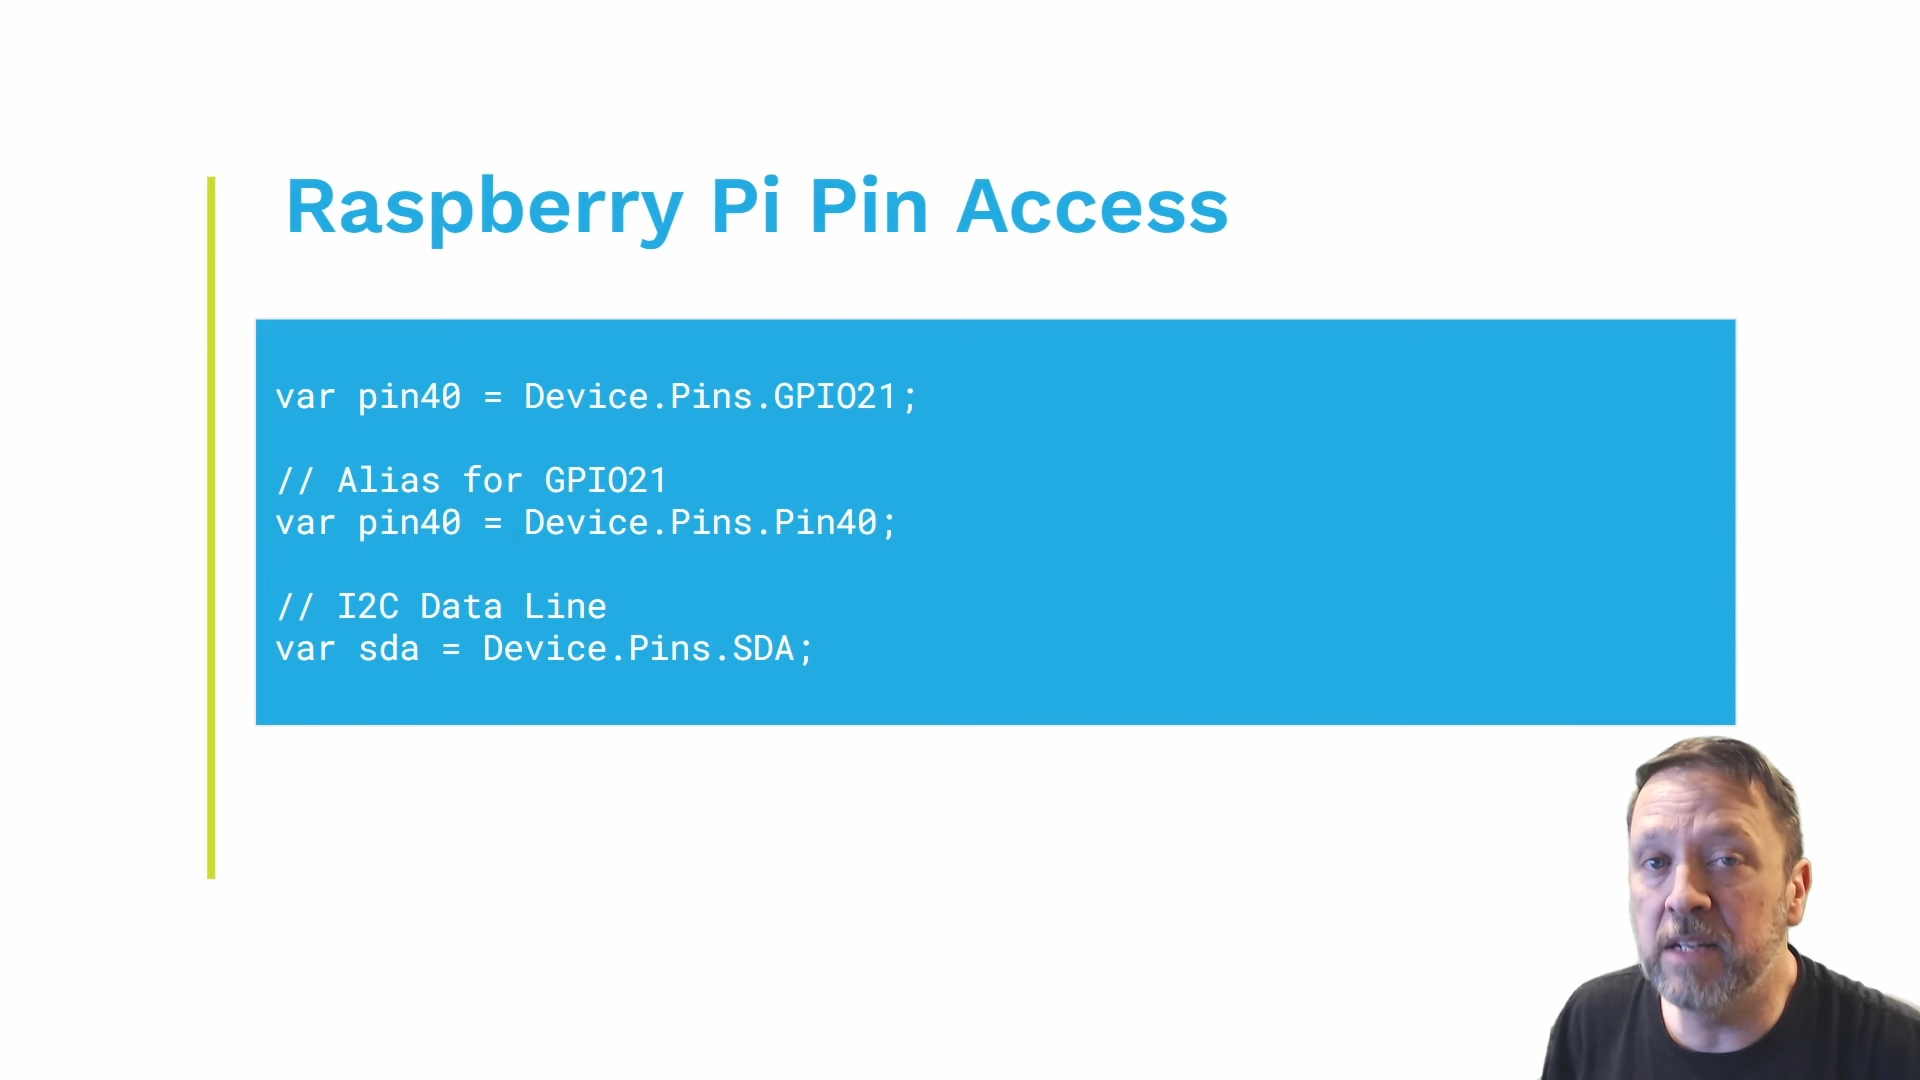 Raspberry Pi Pin Access
var pin40 = Device.Pins.GPIO21;
// Alias for GPIO21
var pin40 = Device.Pins.Pin40;
// I2C Data Line
var sda = Device.Pins.SDA;